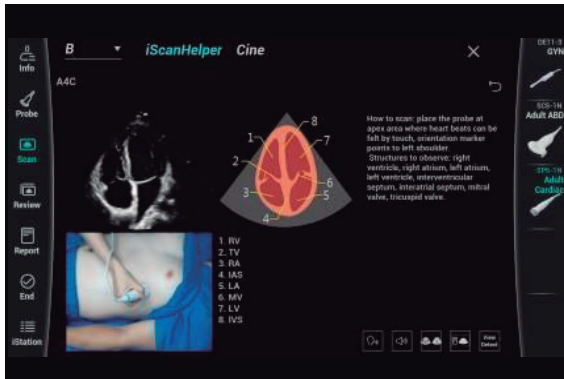 B iScanHelper Cine
A4C
Info
Probe
Scan
Review
Report
End
iStation
8
1
7
2
6
3
5
4
How to scan: place the probe at
apex area where heart beats can be
felt by touch, orientation marker
points to left shoulder.
Structures to observe: right
ventricle, right atrium, left atrium,
left ventricle, interventricular
septum, interatrial septum, mitral
valve, tricuspid valve.
1. RV
2. TV
3. RA
4. IAS
5. LA
6. MV
7. LV
8. IVS
GYN
Adult ABD
Adult
Cardiac